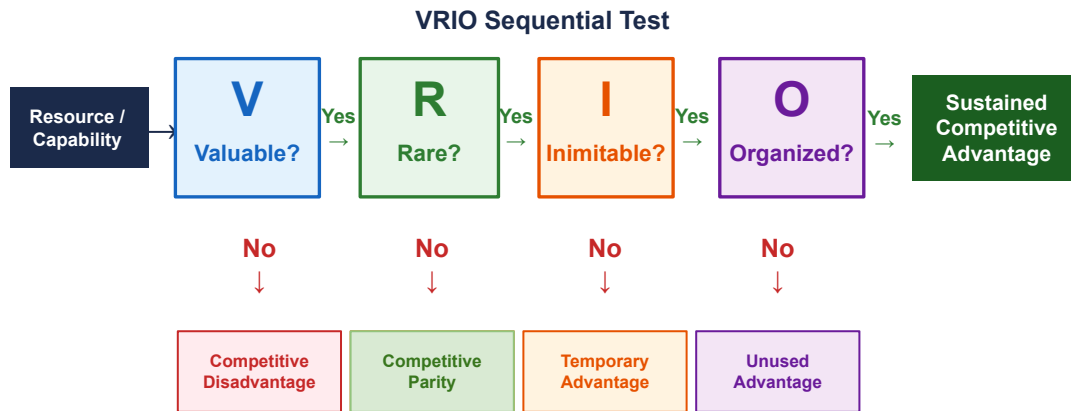 VRIO Sequential Test
Resource /
Capability
V
Valuable?
Yes
→
R
Rare?
Yes
→
I
Inimitable?
Yes
→
O
Organized?
Yes
→
Sustained
Competitive
Advantage
No
↓
No
↓
No
↓
No
↓
Competitive
Disadvantage
Competitive
Parity
Temporary
Advantage
Unused
Advantage